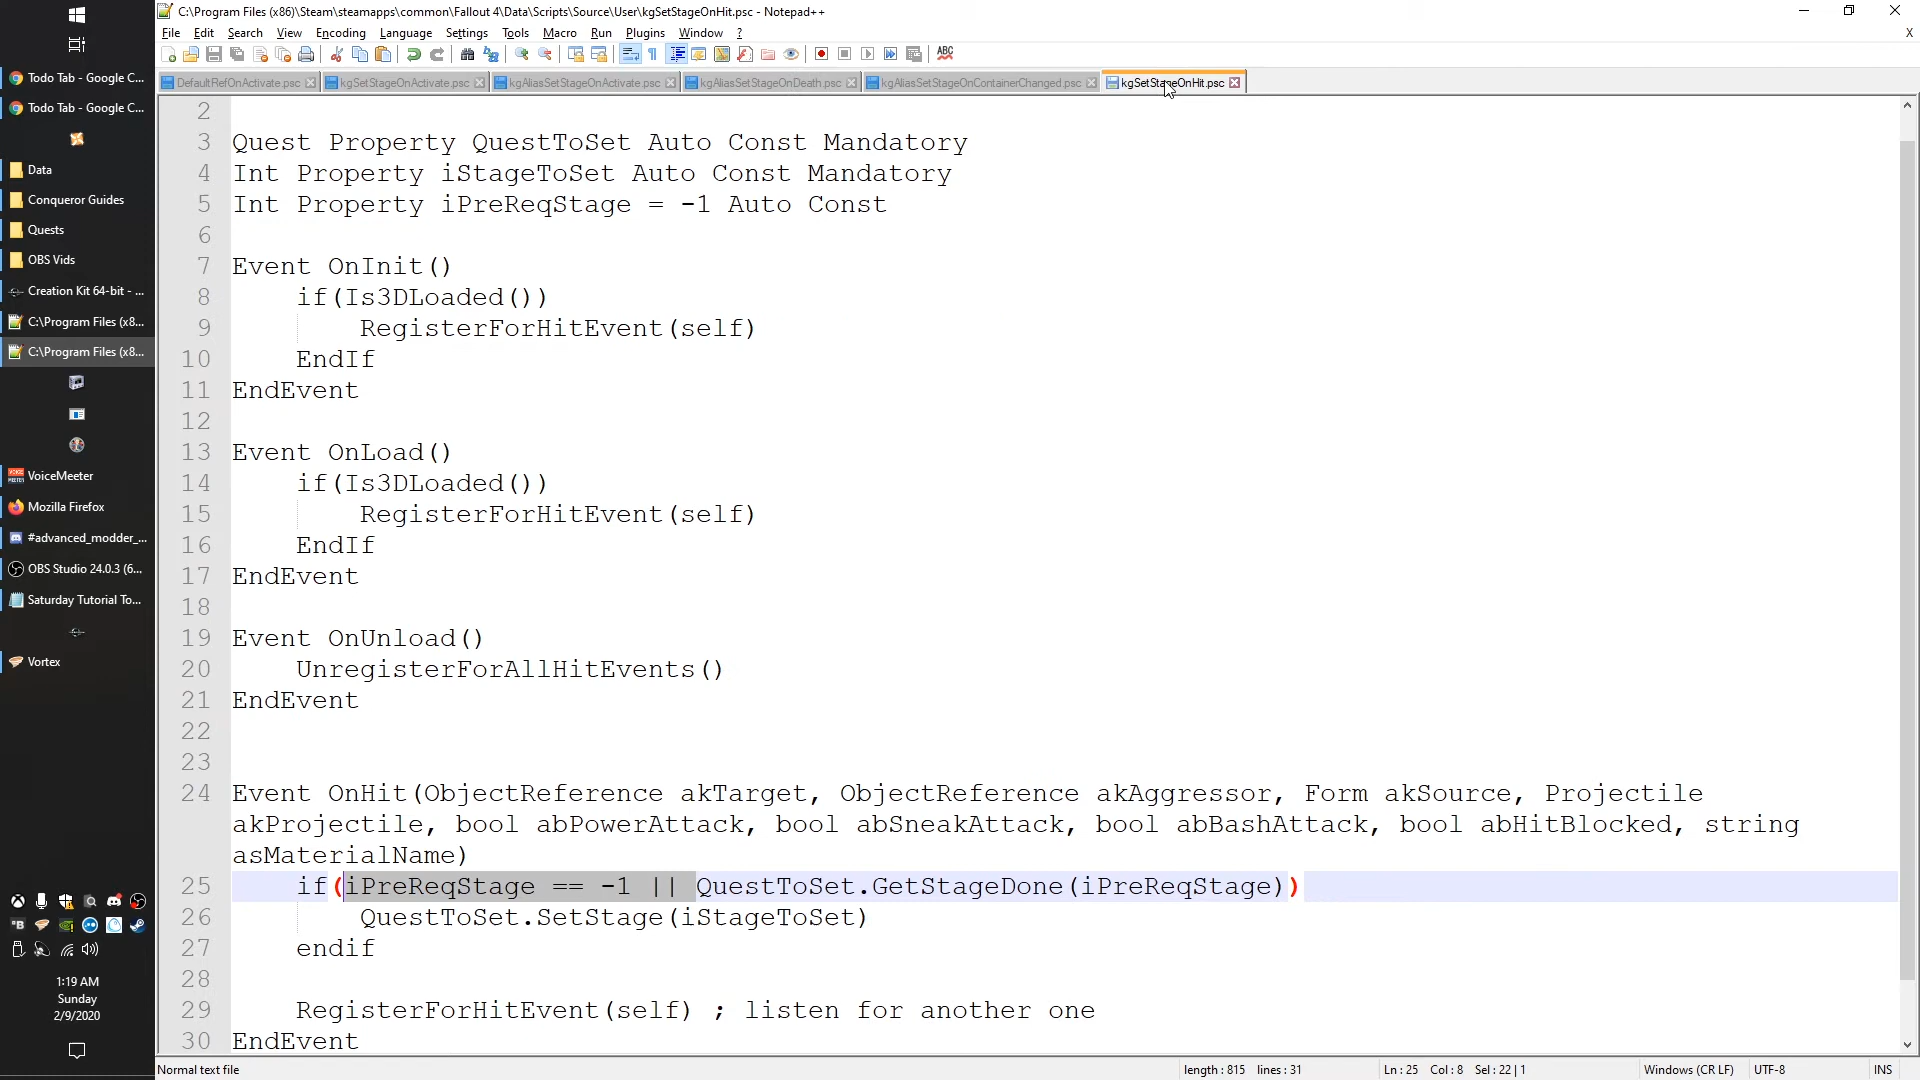 C:\Program Files (x86)\Steam\steamapps\common\Fallout 4\Data\Scripts\Source\User\kgSetStageOnHit.psc - Notepad++
File Edit Search View Encoding Language Settings Tools Macro Run Plugins Window ? X
DefaultRefOnActivate.psc kgSetStageOnActivate.psc kgAliasSetStageOnActivate.psc kgAliasSetStageOnDeath.psc kgAliasSetStageOnContainerChanged.psc kgSetStageOnHit.psc
Todo Tab - Google C...
Todo Tab - Google C...
Data
Conqueror Guides
Quests
OBS Vids
Creation Kit 64-bit - ...
C:\Program Files (x8...
C:\Program Files (x8...
VoiceMeeter
Mozilla Firefox
#advanced_modder_...
OBS Studio 24.0.3 (6...
Saturday Tutorial To...
Vortex
1:19 AM
Sunday
2/9/2020
2
3 Quest Property QuestToSet Auto Const Mandatory
4 Int Property iStageToSet Auto Const Mandatory
5 Int Property iPreReqStage = -1 Auto Const
6
7 Event OnInit()
8 if(Is3DLoaded())
9 RegisterForHitEvent(self)
10 EndIf
11 EndEvent
12
13 Event OnLoad()
14 if(Is3DLoaded())
15 RegisterForHitEvent(self)
16 EndIf
17 EndEvent
18
19 Event OnUnload()
20 UnregisterForAllHitEvents()
21 EndEvent
22
23
24 Event OnHit(ObjectReference akTarget, ObjectReference akAggressor, Form akSource, Projectile
akProjectile, bool abPowerAttack, bool abSneakAttack, bool abBashAttack, bool abHitBlocked, string
asMaterialName)
25 if(iPreReqStage == -1 || QuestToSet.GetStageDone(iPreReqStage))
26 QuestToSet.SetStage(iStageToSet)
27 endif
28
29 RegisterForHitEvent(self) ; listen for another one
30 EndEvent
Normal text file length : 815 lines : 31 Ln : 25 Col : 8 Sel : 22 | 1 Windows (CR LF) UTF-8 INS